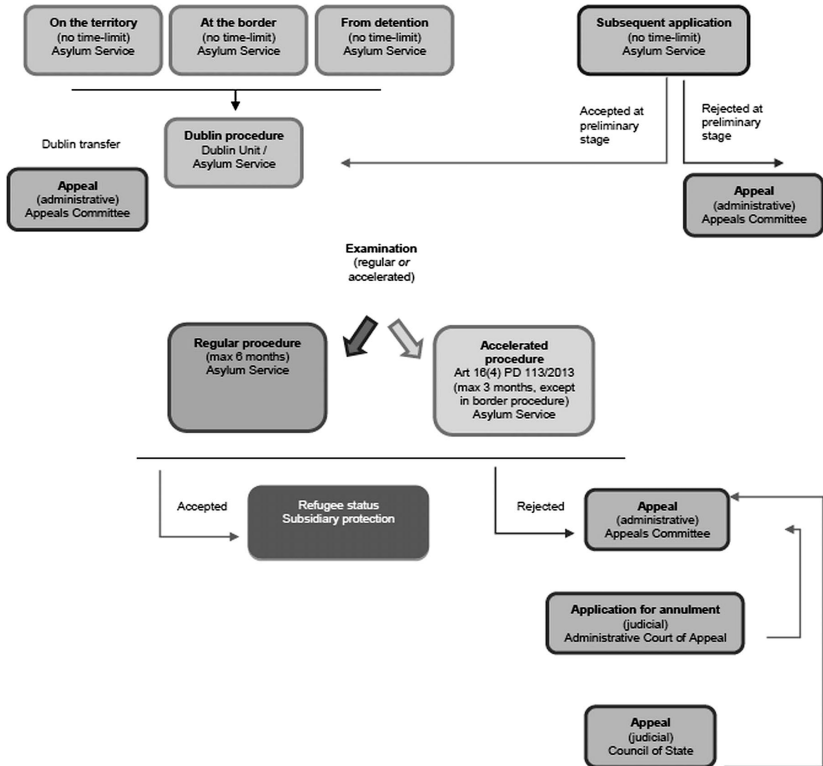 On the territory
(no time-limit)
Asylum Service
At the border
(no time-limit)
Asylum Service
From detention
(no time-limit)
Asylum Service
Subsequent application
(no time-limit)
Asylum Service
Accepted at
preliminary
stage
Rejected at
preliminary
stage
Dublin procedure
Dublin Unit /
Asylum Service
Dublin transfer
Appeal
(administrative)
Appeals Committee
Appeal
(administrative)
Appeals Committee
Examination
(regular or
accelerated)
Regular procedure
(max 6 months)
Asylum Service
Accelerated
procedure
Art 16(4) PD 113/2013
(max 3 months, except
in border procedure)
Asylum Service
Accepted
Refugee status
Subsidiary protection
Rejected
Appeal
(administrative)
Appeals Committee
Application for annulment
(judicial)
Administrative Court of Appeal
Appeal
(judicial)
Council of State